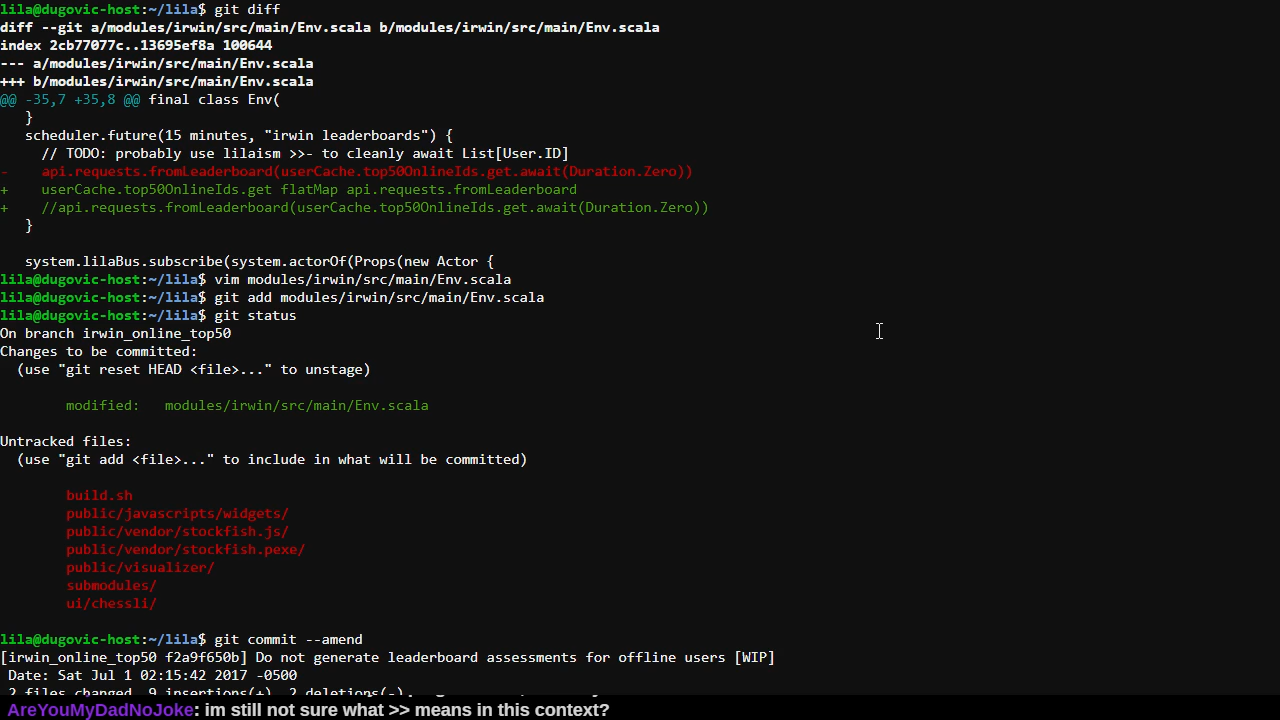 lila@dugovic-host:~/lila$ git diff
diff --git a/modules/irwin/src/main/Env.scala b/modules/irwin/src/main/Env.scala
index 2cb77077c..13695ef8a 100644
--- a/modules/irwin/src/main/Env.scala
+++ b/modules/irwin/src/main/Env.scala
@@ -35,7 +35,8 @@ final class Env(
   }
   scheduler.future(15 minutes, "irwin leaderboards") {
     // TODO: probably use lilaism >>- to cleanly await List[User.ID]
-    api.requests.fromLeaderboard(userCache.top50OnlineIds.get.await(Duration.Zero))
+    userCache.top50OnlineIds.get flatMap api.requests.fromLeaderboard
+    //api.requests.fromLeaderboard(userCache.top50OnlineIds.get.await(Duration.Zero))
   }
   system.lilaBus.subscribe(system.actorOf(Props(new Actor {
lila@dugovic-host:~/lila$ vim modules/irwin/src/main/Env.scala
lila@dugovic-host:~/lila$ git add modules/irwin/src/main/Env.scala
lila@dugovic-host:~/lila$ git status
On branch irwin_online_top50
Changes to be committed:
  (use "git reset HEAD <file>..." to unstage)
        modified:   modules/irwin/src/main/Env.scala
Untracked files:
  (use "git add <file>..." to include in what will be committed)
        build.sh
        public/javascripts/widgets/
        public/vendor/stockfish.js/
        public/vendor/stockfish.pexe/
        public/visualizer/
        submodules/
        ui/chessli/
lila@dugovic-host:~/lila$ git commit --amend
[irwin_online_top50 f2a9f650b] Do not generate leaderboard assessments for offline users [WIP]
 Date: Sat Jul 1 02:15:42 2017 -0500
 2 files changed, 9 insertions(+), 2 deletions(-)
AreYouMyDadNoJoke: im still not sure what >> means in this context?